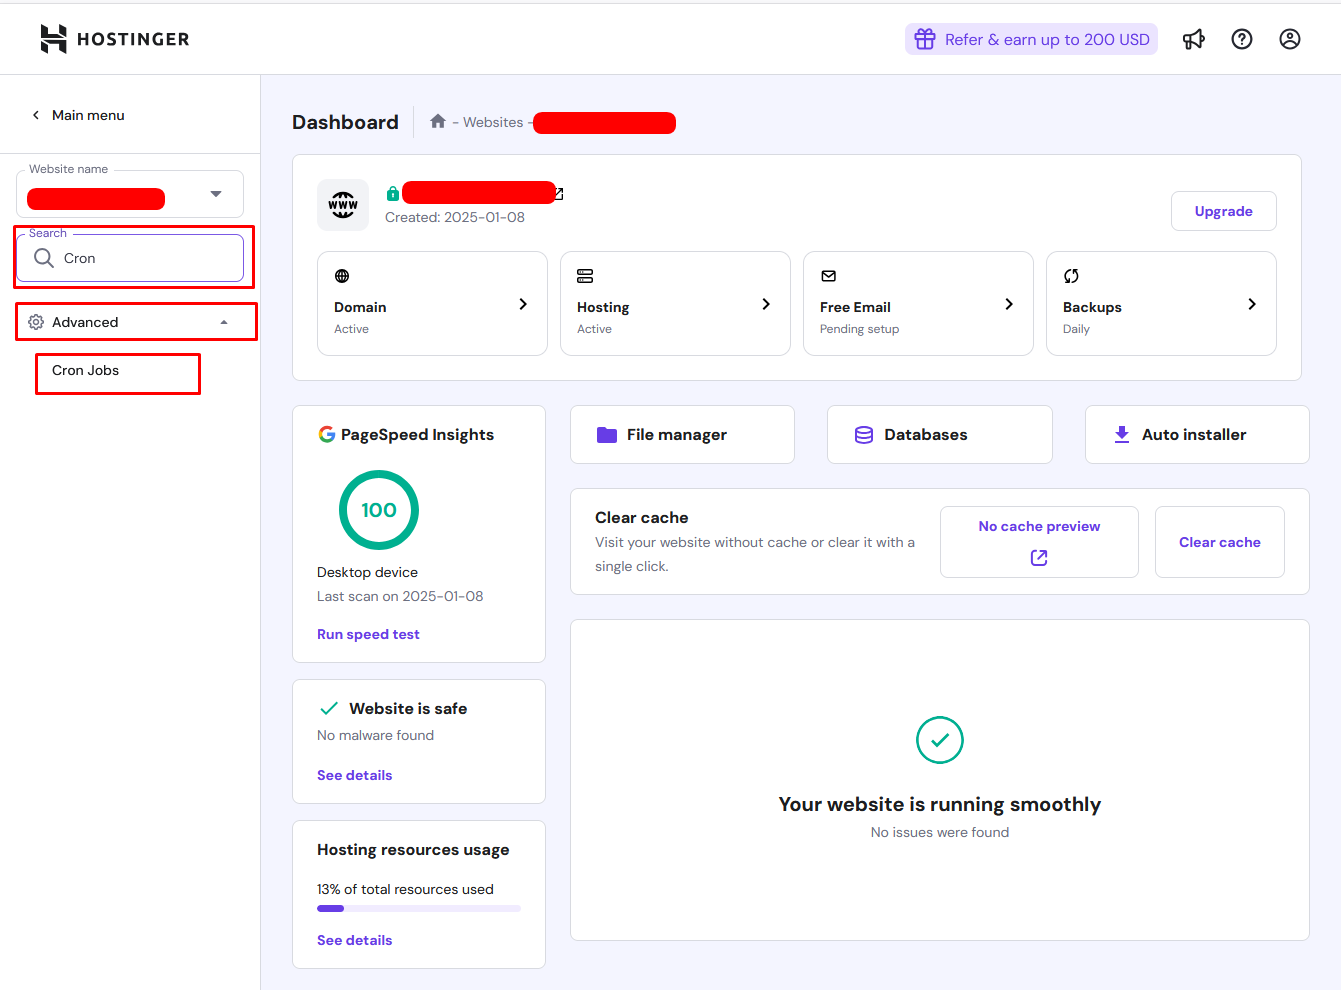 HOSTINGER
Refer & earn up to 200 USD
Main menu
Website name
Search
Cron
Advanced
Cron Jobs
Dashboard
- Websites -
www
Created: 2025-01-08
Upgrade
Domain
Active
Hosting
Active
Free Email
Pending setup
Backups
Daily
PageSpeed Insights
100
Desktop device
Last scan on 2025-01-08
Run speed test
File manager
Databases
Auto installer
Clear cache
Visit your website without cache or clear it with a
single click.
No cache preview
Clear cache
Website is safe
No malware found
See details
Your website is running smoothly
No issues were found
Hosting resources usage
13% of total resources used
See details